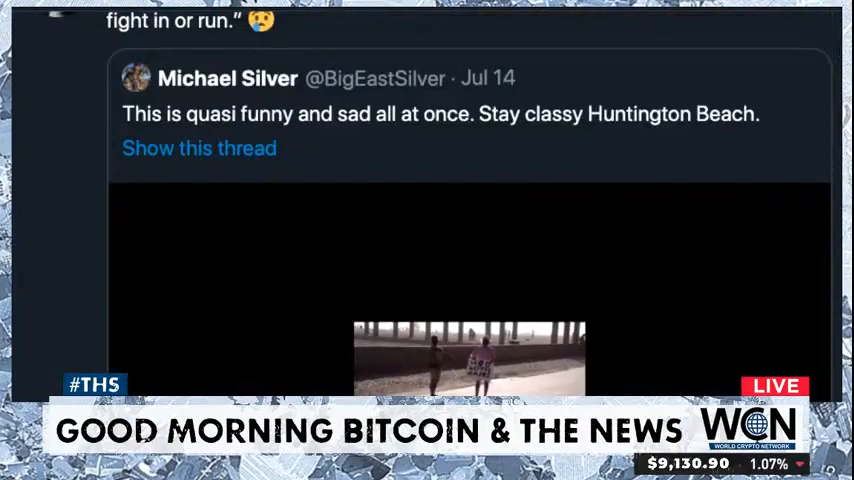 fight in or run." 😢
Michael Silver @BigEastSilver · Jul 14
This is quasi funny and sad all at once. Stay classy Huntington Beach.
Show this thread
#THS
LIVE
GOOD MORNING BITCOIN & THE NEWS
WCN
WORLD CRYPTO NETWORK
$9,130.90 1.07%